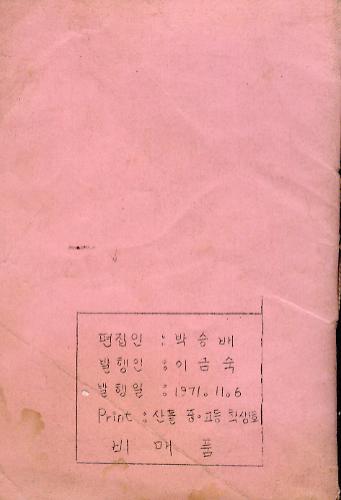 편집인 : 박승배
발행인 : 이금숙
발행일 : 1971. 11. 6
Print : 산돌 중·고등 학생회
비매품